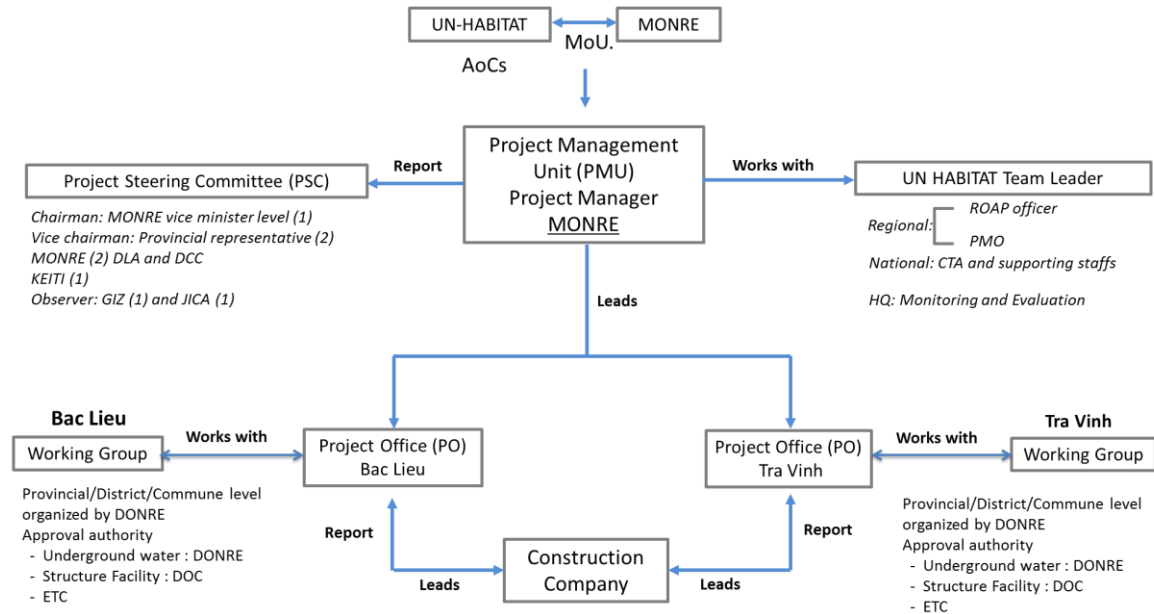 UN-HABITAT
MONRE
MoU.
AoCs
Project Management
Unit (PMU)
Project Manager
MONRE
Report
Works with
Project Steering Committee (PSC)
Chairman: MONRE vice minister level (1)
Vice chairman: Provincial representative (2)
MONRE (2) DLA and DCC
KEITI (1)
Observer: GIZ (1) and JICA (1)
UN HABITAT Team Leader
ROAP officer
Regional:
PMO
National: CTA and supporting staffs
HQ: Monitoring and Evaluation
Leads
Bac Lieu
Working Group
Works with
Project Office (PO)
Bac Lieu
Provincial/District/Commune level
organized by DONRE
Approval authority
- Underground water : DONRE
- Structure Facility : DOC
- ETC
Project Office (PO)
Tra Vinh
Works with
Tra Vinh
Working Group
Provincial/District/Commune level
organized by DONRE
Approval authority
- Underground water : DONRE
- Structure Facility : DOC
- ETC
Report
Leads
Construction
Company
Report
Leads